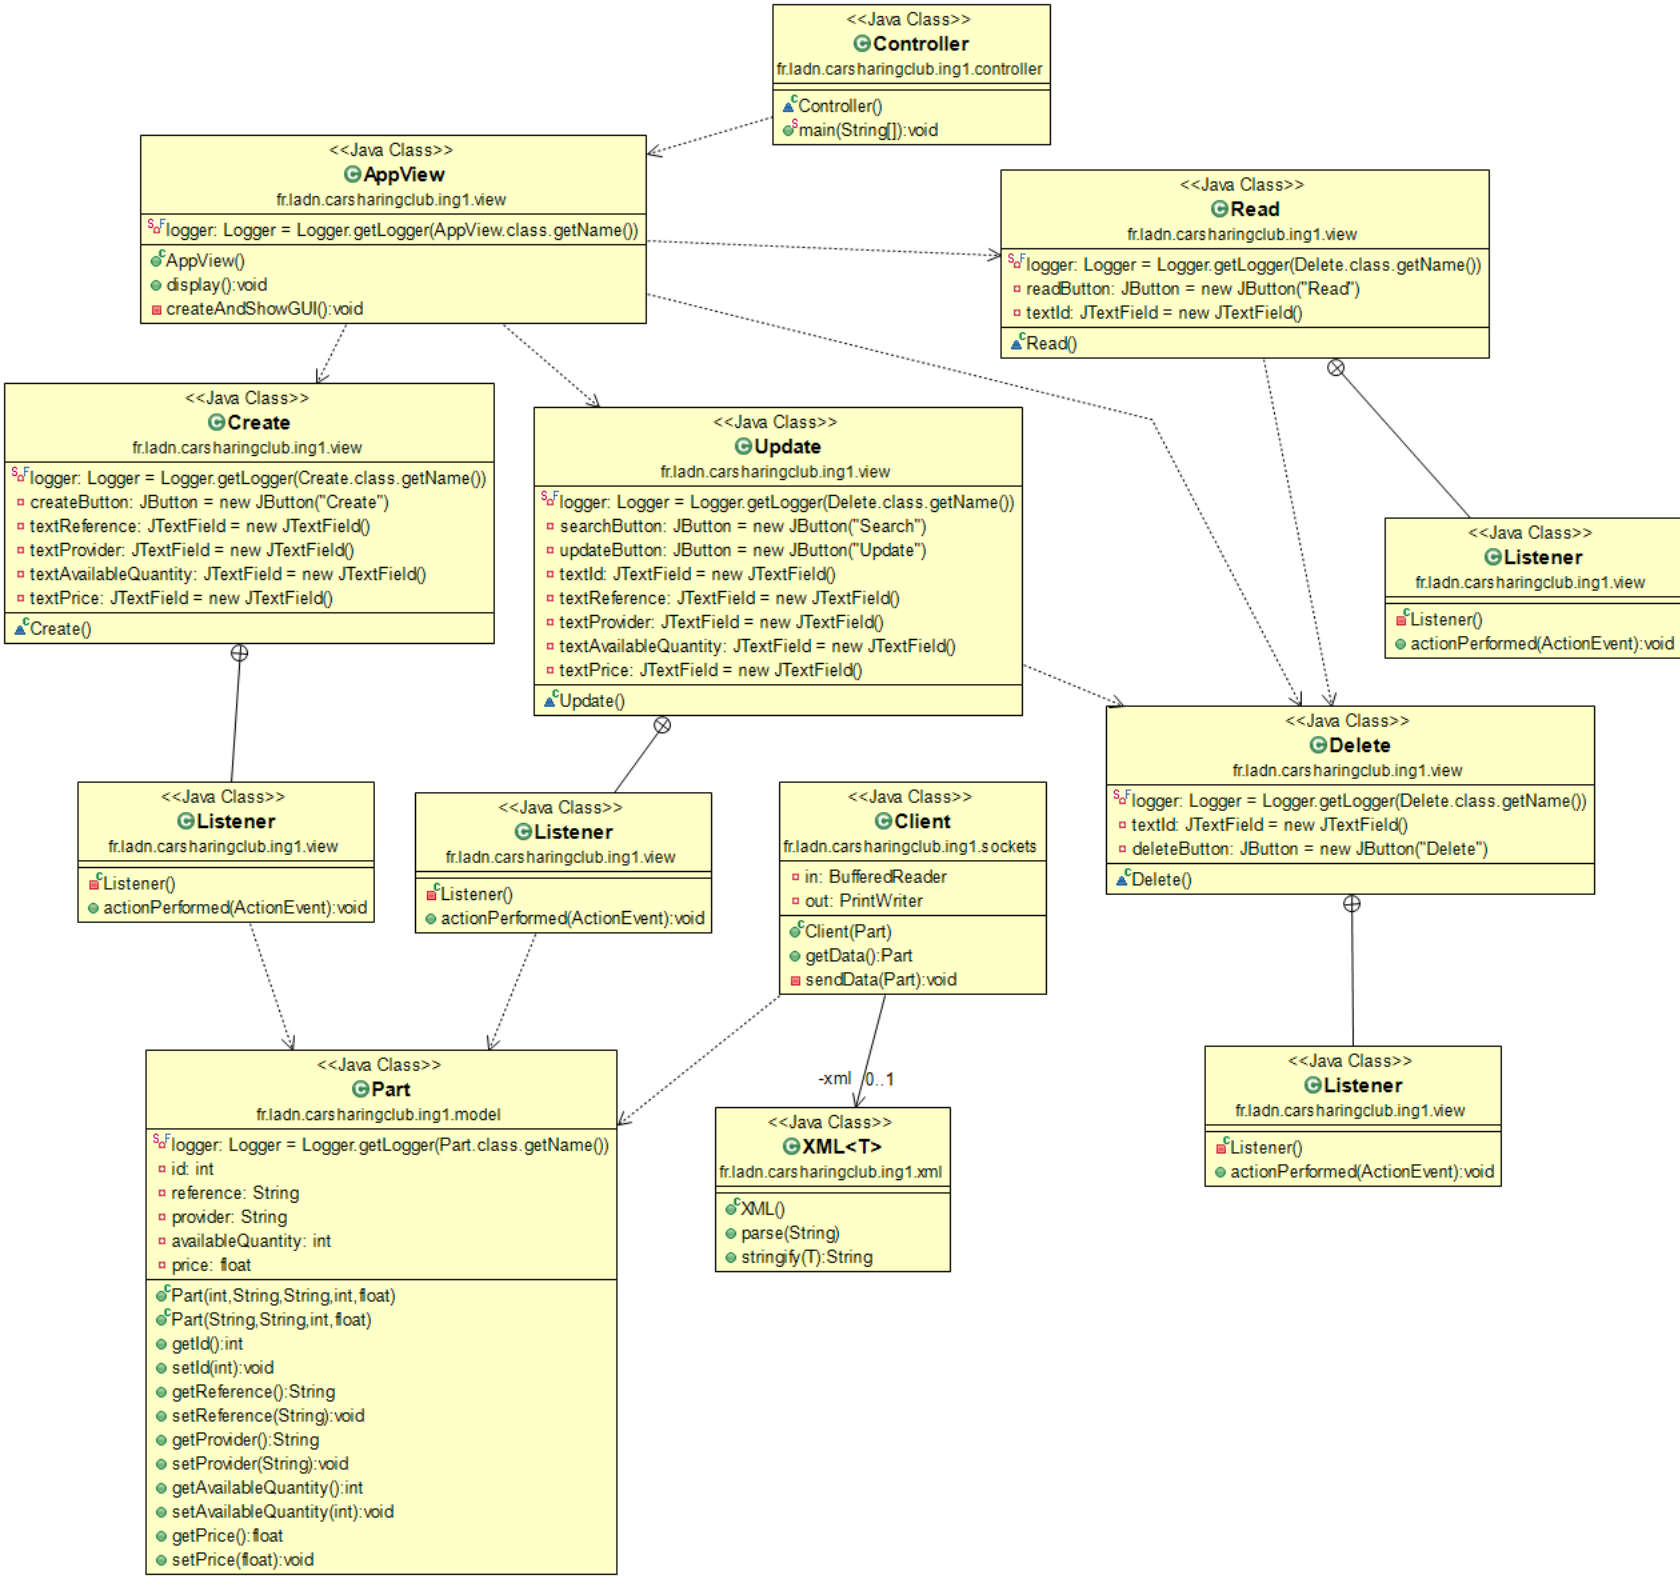 <<Java Class>>
Controller
fr.ladn.carsharingclub.ing1.controller
Controller()
main(String[]):void
<<Java Class>>
AppView
fr.ladn.carsharingclub.ing1.view
logger: Logger = Logger.getLogger(AppView.class.getName())
AppView()
display():void
createAndShowGUI():void
<<Java Class>>
Read
fr.ladn.carsharingclub.ing1.view
logger: Logger = Logger.getLogger(Delete.class.getName())
readButton: JButton = new JButton("Read")
textId: JTextField = new JTextField()
Read()
<<Java Class>>
Create
fr.ladn.carsharingclub.ing1.view
logger: Logger = Logger.getLogger(Create.class.getName())
createButton: JButton = new JButton("Create")
textReference: JTextField = new JTextField()
textProvider: JTextField = new JTextField()
textAvailableQuantity: JTextField = new JTextField()
textPrice: JTextField = new JTextField()
Create()
<<Java Class>>
Update
fr.ladn.carsharingclub.ing1.view
logger: Logger = Logger.getLogger(Delete.class.getName())
searchButton: JButton = new JButton("Search")
updateButton: JButton = new JButton("Update")
textId: JTextField = new JTextField()
textReference: JTextField = new JTextField()
textProvider: JTextField = new JTextField()
textAvailableQuantity: JTextField = new JTextField()
textPrice: JTextField = new JTextField()
Update()
<<Java Class>>
Listener
fr.ladn.carsharingclub.ing1.view
Listener()
actionPerformed(ActionEvent):void
<<Java Class>>
Delete
fr.ladn.carsharingclub.ing1.view
logger: Logger = Logger.getLogger(Delete.class.getName())
textId: JTextField = new JTextField()
deleteButton: JButton = new JButton("Delete")
Delete()
<<Java Class>>
Listener
fr.ladn.carsharingclub.ing1.view
Listener()
actionPerformed(ActionEvent):void
<<Java Class>>
Listener
fr.ladn.carsharingclub.ing1.view
Listener()
actionPerformed(ActionEvent):void
<<Java Class>>
Client
fr.ladn.carsharingclub.ing1.sockets
in: BufferedReader
out: PrintWriter
Client(Part)
getData():Part
sendData(Part):void
-xml 0..1
<<Java Class>>
Part
fr.ladn.carsharingclub.ing1.model
logger: Logger = Logger.getLogger(Part.class.getName())
id: int
reference: String
provider: String
availableQuantity: int
price: float
Part(int,String,String,int,float)
Part(String,String,int,float)
getId():int
setId(int):void
getReference():String
setReference(String):void
getProvider():String
setProvider(String):void
getAvailableQuantity():int
setAvailableQuantity(int):void
getPrice():float
setPrice(float):void
<<Java Class>>
XML<T>
fr.ladn.carsharingclub.ing1.xml
XML()
parse(String)
stringify(T):String
<<Java Class>>
Listener
fr.ladn.carsharingclub.ing1.view
Listener()
actionPerformed(ActionEvent):void